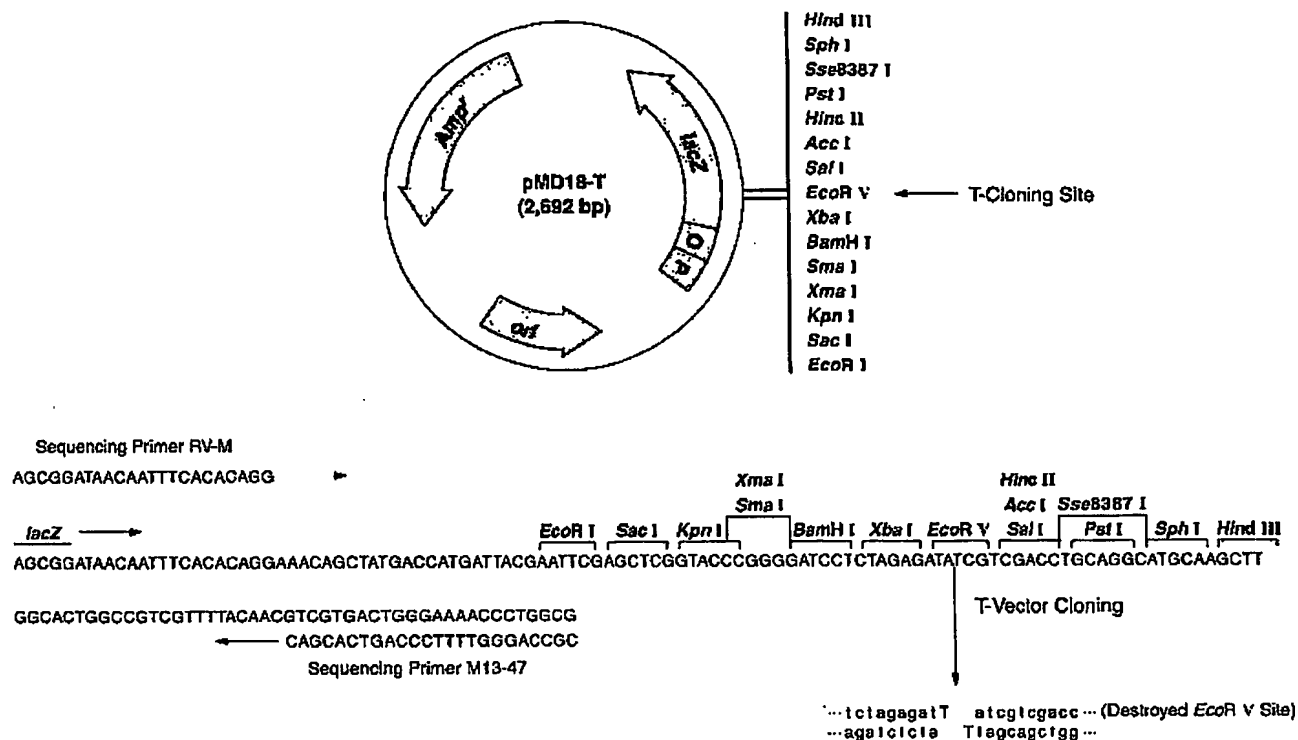 Hind III
Sph I
Sse8387 I
Pst I
Hinc II
Acc I
Sal I
EcoR V
T-Cloning Site
Xba I
BamH I
Sma I
Xma I
Kpn I
Sac I
EcoR I
Ampr
lacZ
O
P
ori
pMD18-T
(2,692 bp)
Sequencing Primer RV-M
AGCGGATAACAATTTCACACAGG
Xma I Hinc II
Sma I Acc I Sse8387 I
lacZ EcoR I Sac I Kpn I BamH I Xba I EcoR V Sal I Pst I Sph I Hind III
AGCGGATAACAATTTCACACAGGAAACAGCTATGACCATGATTACGAATTCGAGCTCGGTACCCGGGGATCCTCTAGAGATATCGTCGACCTGCAGGCATGCAAGCTT
GGCACTGGCCGTCGTTTTACAACGTCGTGACTGGGAAAACCCTGGCG
CAGCACTGACCCTTTTGGGACCGC
Sequencing Primer M13-47
T-Vector Cloning
···tctagagatT atcgtcgacc··· (Destroyed EcoR V Site)
···agatctcta Ttagcagctgg···